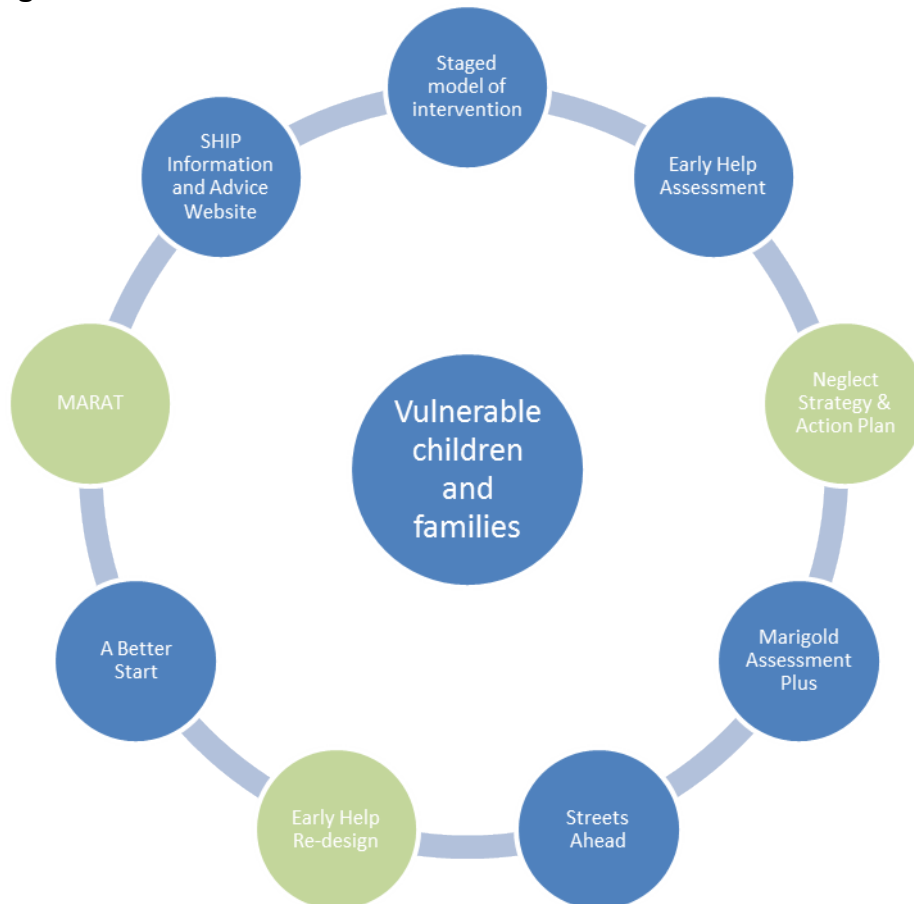 Staged
model of
intervention
Early Help
Assessment
Neglect
Strategy &
Action Plan
Marigold
Assessment
Plus
Streets
Ahead
Early Help
Re-design
A Better
Start
MARAT
SHIP
Information
and Advice
Website
Vulnerable
children
and
families